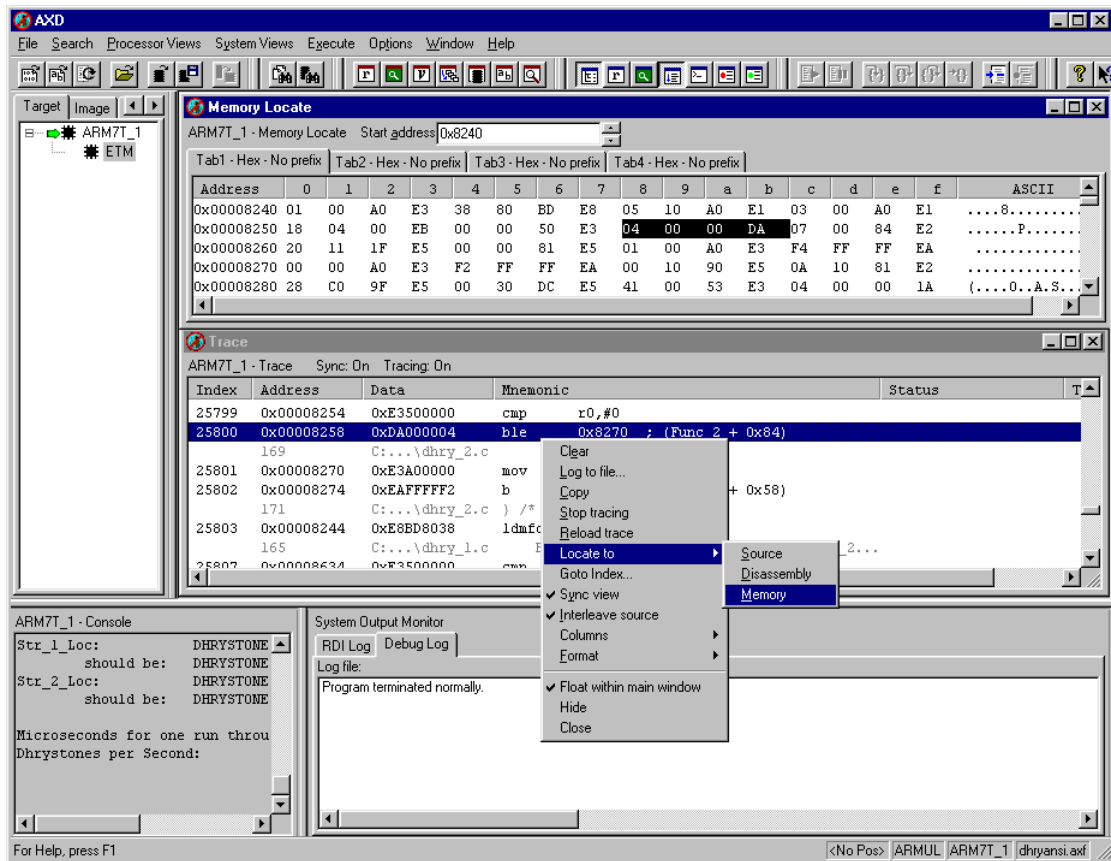 AXD
File Search Processor Views System Views Execute Options Window Help
Target Image
ARM7T_1
ETM
Memory Locate
ARM7T_1 - Memory Locate Start address 0x8240
Tab1 - Hex - No prefix Tab2 - Hex - No prefix Tab3 - Hex - No prefix Tab4 - Hex - No prefix
Address 0 1 2 3 4 5 6 7 8 9 a b c d e f ASCII
0x00008240 01 00 A0 E3 38 80 BD E8 05 10 A0 E1 03 00 A0 E1 ....8........
0x00008250 18 04 00 EB 00 00 50 E3 04 00 00 DA 07 00 84 E2 ......P.......
0x00008260 20 11 1F E5 00 00 81 E5 01 00 A0 E3 F4 FF FF EA .............
0x00008270 00 00 A0 E3 F2 FF FF EA 00 10 90 E5 0A 10 81 E2 ..............
0x00008280 28 C0 9F E5 00 30 DC E5 41 00 53 E3 04 00 00 1A (....0..A.S...
Trace
ARM7T_1 - Trace Sync: On Tracing: On
Index Address Data Mnemonic Status T
25799 0x00008254 0xE3500000 cmp r0,#0
25800 0x00008258 0xDA000004 ble 0x8270 ; (Func_2 + 0x84)
169 C:...\dhry_2.c
25801 0x00008270 0xE3A00000 mov
25802 0x00008274 0xEAFFFFF2 b + 0x58)
171 C:...\dhry_2.c } /*
25803 0x00008244 0xE8BD8038 ldmfd
165 C:...\dhry_1.c _2...
25807 0x00008634 0xE3500000 cmp
Clear
Log to file...
Copy
Stop tracing
Reload trace
Locate to
Goto Index...
Sync view
Interleave source
Columns
Format
Float within main window
Hide
Close
Source
Disassembly
Memory
ARM7T_1 - Console
Str_1_Loc: DHRYSTONE
should be: DHRYSTONE
Str_2_Loc: DHRYSTONE
should be: DHRYSTONE
Microseconds for one run throu
Dhrystones per Second:
System Output Monitor
RDI Log Debug Log
Log file:
Program terminated normally.
For Help, press F1
<No Pos> ARMUL ARM7T_1 dhryansi.axf